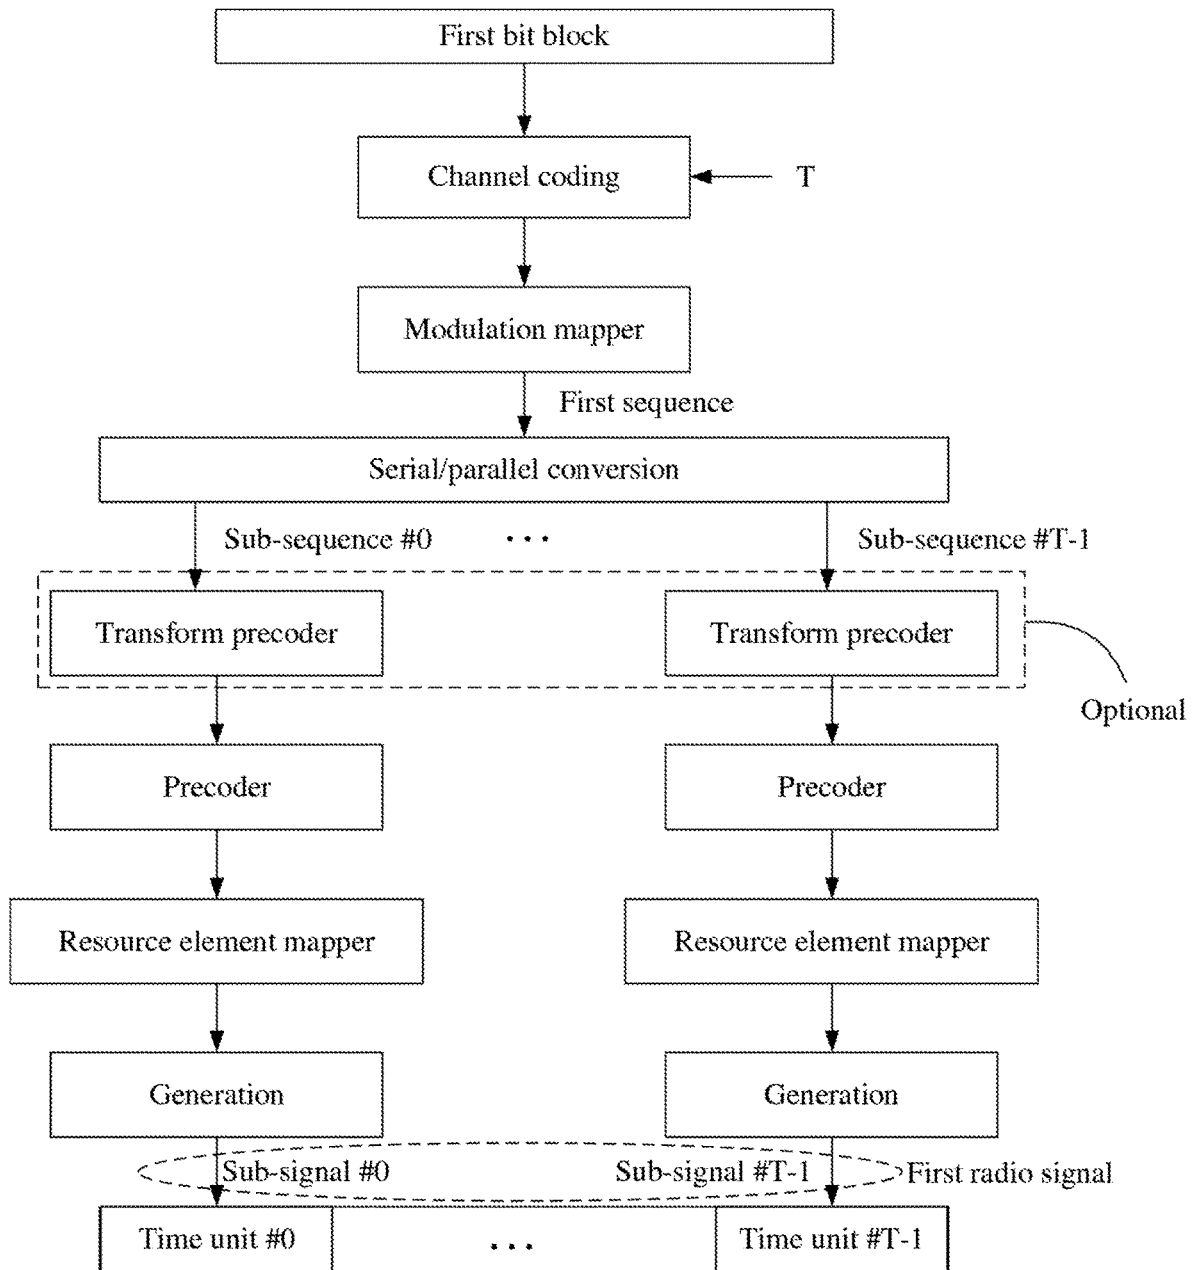 First bit block
Channel coding
T
Modulation mapper
First sequence
Serial/parallel conversion
Sub-sequence #0 ... Sub-sequence #T-1
Transform precoder Transform precoder
Optional
Precoder Precoder
Resource element mapper Resource element mapper
Generation Generation
Sub-signal #0 Sub-signal #T-1 First radio signal
Time unit #0 ... Time unit #T-1